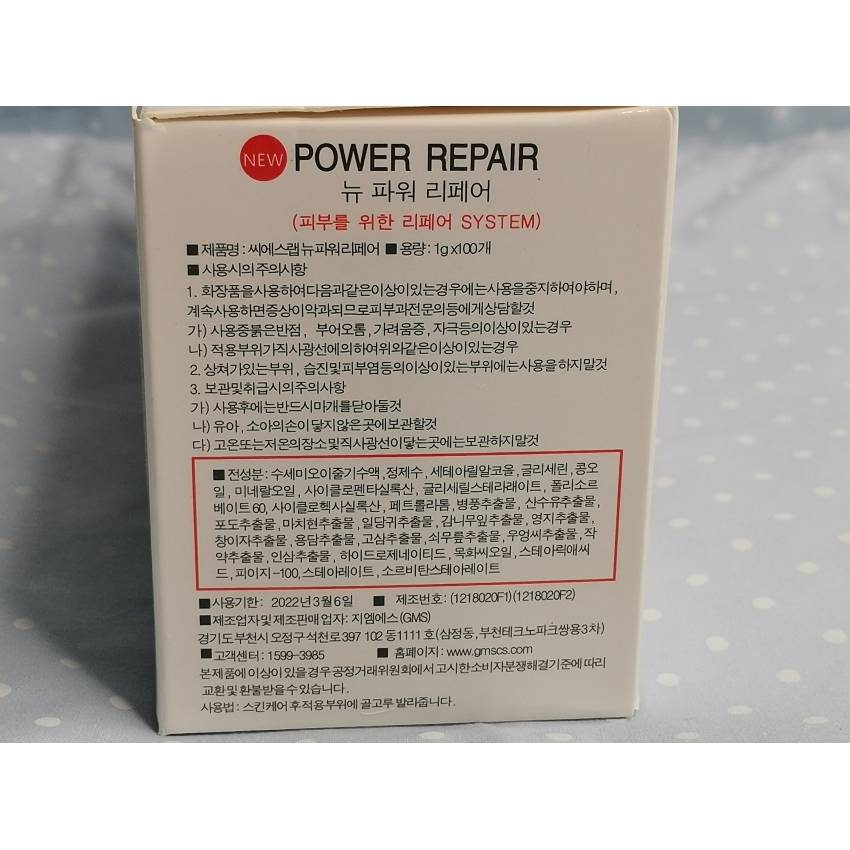 NEW POWER REPAIR
뉴 파워 리페어
(피부를 위한 리페어 SYSTEM)
■ 제품명 : 씨에스랩 뉴파워리페어 ■ 용량 : 1g x100개
■ 사용시의 주의사항
1. 화장품을사용하여다음과같은이상이있는경우에는사용을중지하여야하며,
계속사용하면증상이악과되므로피부과전문의등에게상담할것
가) 사용중붉은반점, 부어오름, 가려움증, 자극등의이상이있는경우
나) 적용부위가직사광선에의하여위와같은이상이있는경우
2. 상처가있는부위, 습진및피부염등의이상이있는부위에는사용을하지말것
3. 보관및취급시의주의사항
가) 사용후에는반드시마개를닫아둘것
나) 유아, 소아의손이 닿지않은곳에보관할것
다) 고온또는저온의장소및직사광선이닿는곳에는보관하지말것
■ 전성분 : 수세미오이줄기수액, 정제수, 세테아릴알코올, 글리세린, 콩오
일, 미네랄오일, 사이클로펜타실록산, 글리세릴스테라레이트, 폴리소르
베이트60, 사이클로헥사실록산, 페트롤라툼, 병풍추출물, 산수유추출물,
포도추출물, 마치현추출물, 일당귀추출물, 감나무잎추출물, 영지추출물,
창이자추출물, 용담추출물, 고삼추출물, 쇠무릎추출물, 우엉씨추출물, 작
약추출물, 인삼추출물, 하이드로제네이티드, 목화씨오일, 스테아릭애씨
드, 피이지-100, 스테아레이트, 소르비탄스테아레이트
■ 사용기한 : 2022년 3월 6일 ■ 제조번호: (1218020F1) (1218020F2)
■ 제조업자 및 제조판매 업자: 지엠에스(GMS)
경기도 부천시 오정구 석천로 397 102 동1111 호 (삼정동, 부천테크노파크쌍용3차)
■ 고객센터 : 1599-3985 ■ 홈페이지 : www.gmscs.com
본제품에 이상이 있을 경우 공정거래위원회에서 고시한 소비자분쟁해결기준에 따리
교환 및 환불받을 수 있습니다.
사용법 : 스킨케어 후 적용부위에 골고루 발라줍니다.